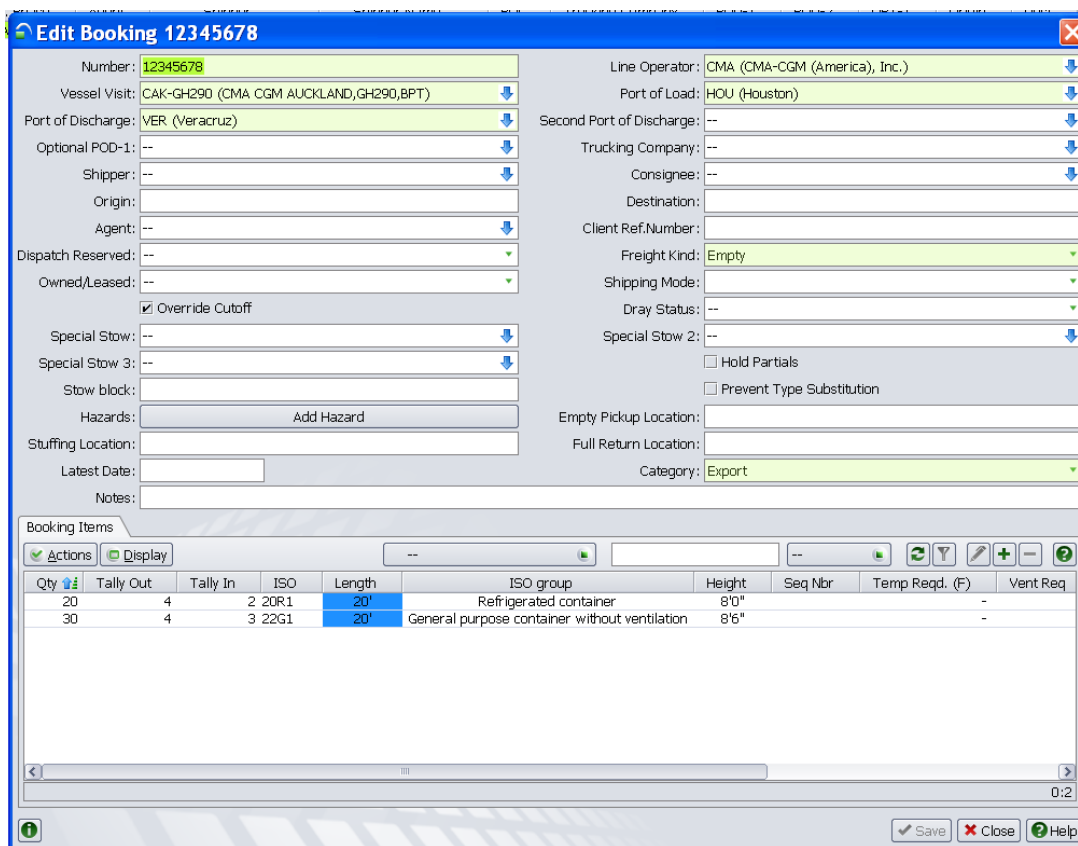 Edit Booking 12345678
Number: 12345678 Line Operator: CMA (CMA-CGM (America), Inc.)
Vessel Visit: CAK-GH290 (CMA CGM AUCKLAND,GH290,BPT) Port of Load: HOU (Houston)
Port of Discharge: VER (Veracruz) Second Port of Discharge: --
Optional POD-1: -- Trucking Company: --
Shipper: -- Consignee: --
Origin: Destination:
Agent: -- Client Ref.Number:
Dispatch Reserved: -- Freight Kind: Empty
Owned/Leased: -- Shipping Mode:
Override Cutoff Dray Status: --
Special Stow: -- Special Stow 2: --
Special Stow 3: -- Hold Partials
Stow block: Prevent Type Substitution
Hazards: Add Hazard Empty Pickup Location:
Stuffing Location: Full Return Location:
Latest Date: Category: Export
Notes:
Booking Items
Actions Display -- --
Qty Tally Out Tally In ISO Length ISO group Height Seq Nbr Temp Reqd. (F) Vent Req
20 4 2 20R1 20' Refrigerated container 8'0" -
30 4 3 22G1 20' General purpose container without ventilation 8'6" -
0:2
Save Close Help